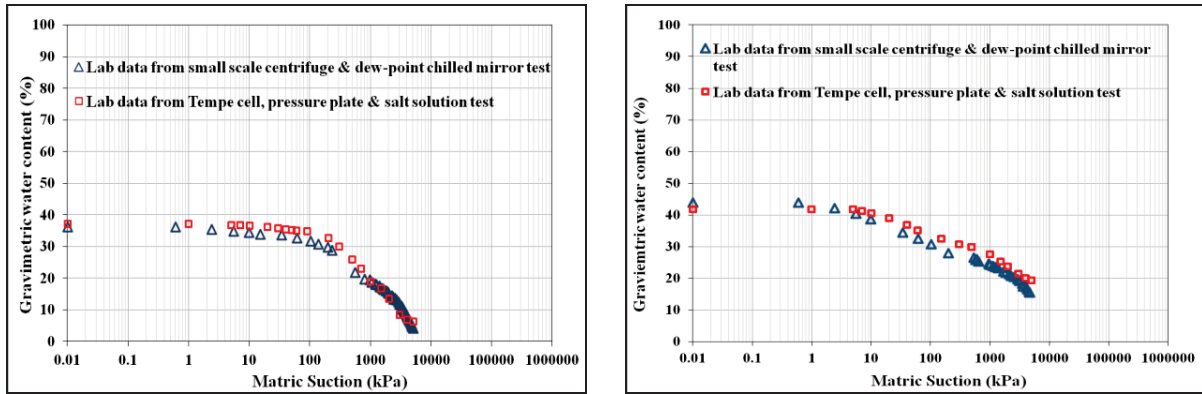 100
90
80
70
60
50
40
30
20
10
0
Gravimetric water content (%)
Lab data from small scale centrifuge & dew-point chilled mirror test
Lab data from Tempe cell, pressure plate & salt solution test
0.01 0.1 1 10 100 1000 10000 100000 1000000
Matric Suction (kPa)
100
90
80
70
60
50
40
30
20
10
0
Gravientric water content (%)
Lab data from small scale centrifuge & dew-point chilled mirror
test
Lab data from Tempe cell, pressure plate & salt solution test
0.01 0.1 1 10 100 1000 10000 100000 1000000
Matric Suction (kPa)